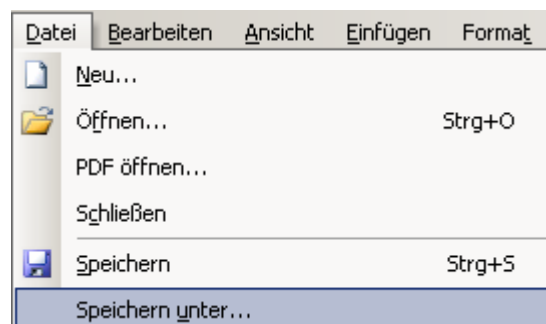 Datei Bearbeiten Ansicht Einfügen Format
Neu...
Öffnen... Strg+O
PDF öffnen...
Schließen
Speichern Strg+S
Speichern unter...